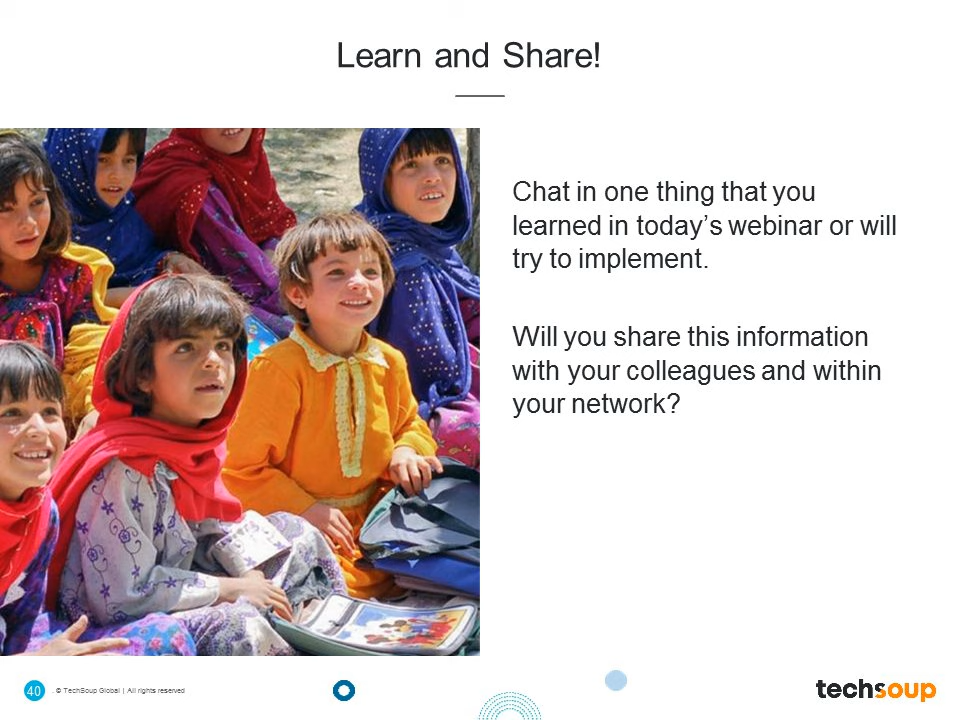 Learn and Share!
Chat in one thing that you
learned in today’s webinar or will
try to implement.
Will you share this information
with your colleagues and within
your network?
40
. © TechSoup Global | All rights reserved
techsoup